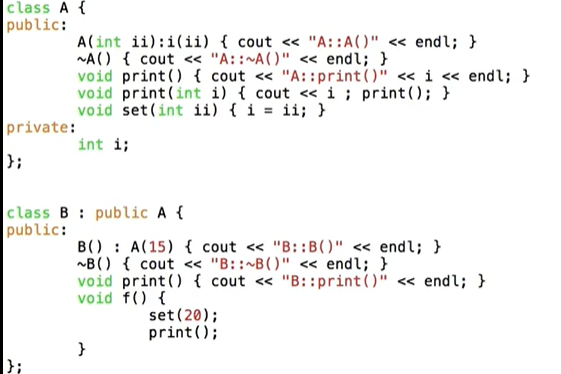 class A {
public:
        A(int ii):i(ii) { cout << "A::A()" << endl; }
        ~A() { cout << "A::~A()" << endl; }
        void print() { cout << "A::print()" << i << endl; }
        void print(int i) { cout << i ; print(); }
        void set(int ii) { i = ii; }
private:
        int i;
};
class B : public A {
public:
        B() : A(15) { cout << "B::B()" << endl; }
        ~B() { cout << "B::~B()" << endl; }
        void print() { cout << "B::print()" << endl; }
        void f() {
                set(20);
                print();
        }
};